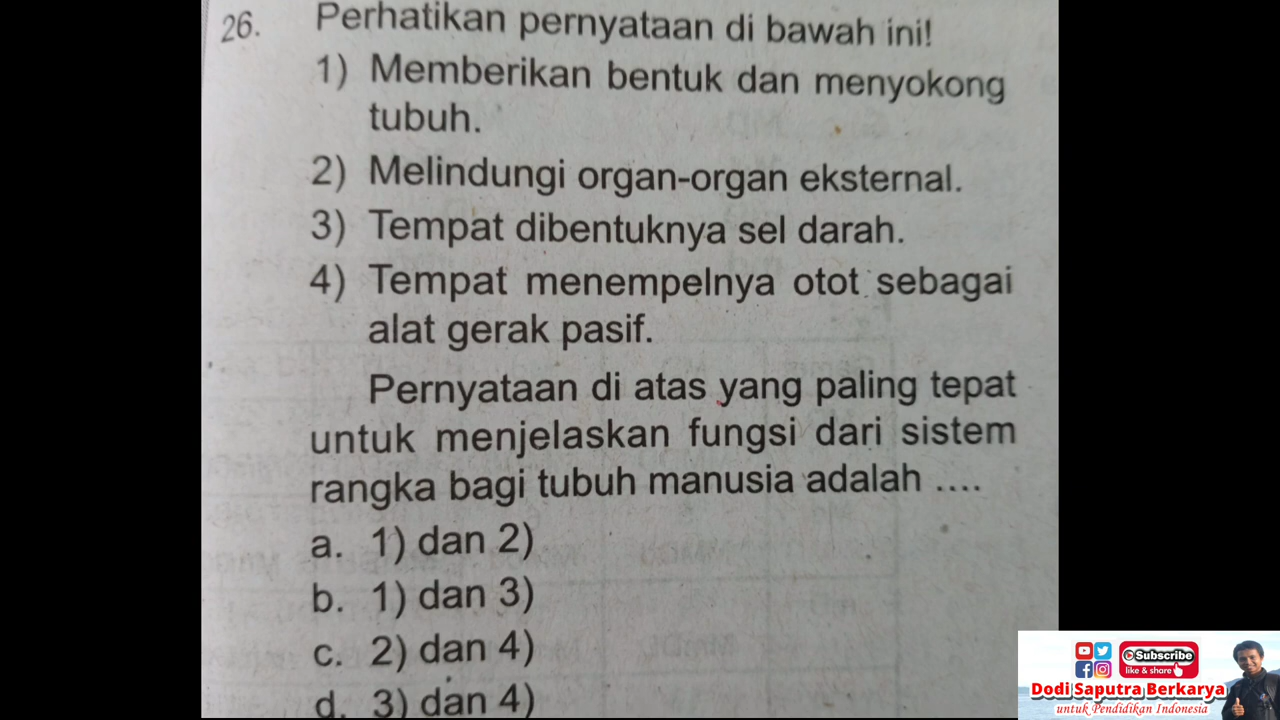 26. Perhatikan pernyataan di bawah ini!
1) Memberikan bentuk dan menyokong
tubuh.
2) Melindungi organ-organ eksternal.
3) Tempat dibentuknya sel darah.
4) Tempat menempelnya otot sebagai
alat gerak pasif.
Pernyataan di atas yang paling tepat
untuk menjelaskan fungsi dari sistem
rangka bagi tubuh manusia adalah ....
a. 1) dan 2)
b. 1) dan 3)
c. 2) dan 4)
d. 3) dan 4)
Subscribe
like & share
Dodi Saputra Berkarya
untuk Pendidikan Indonesia